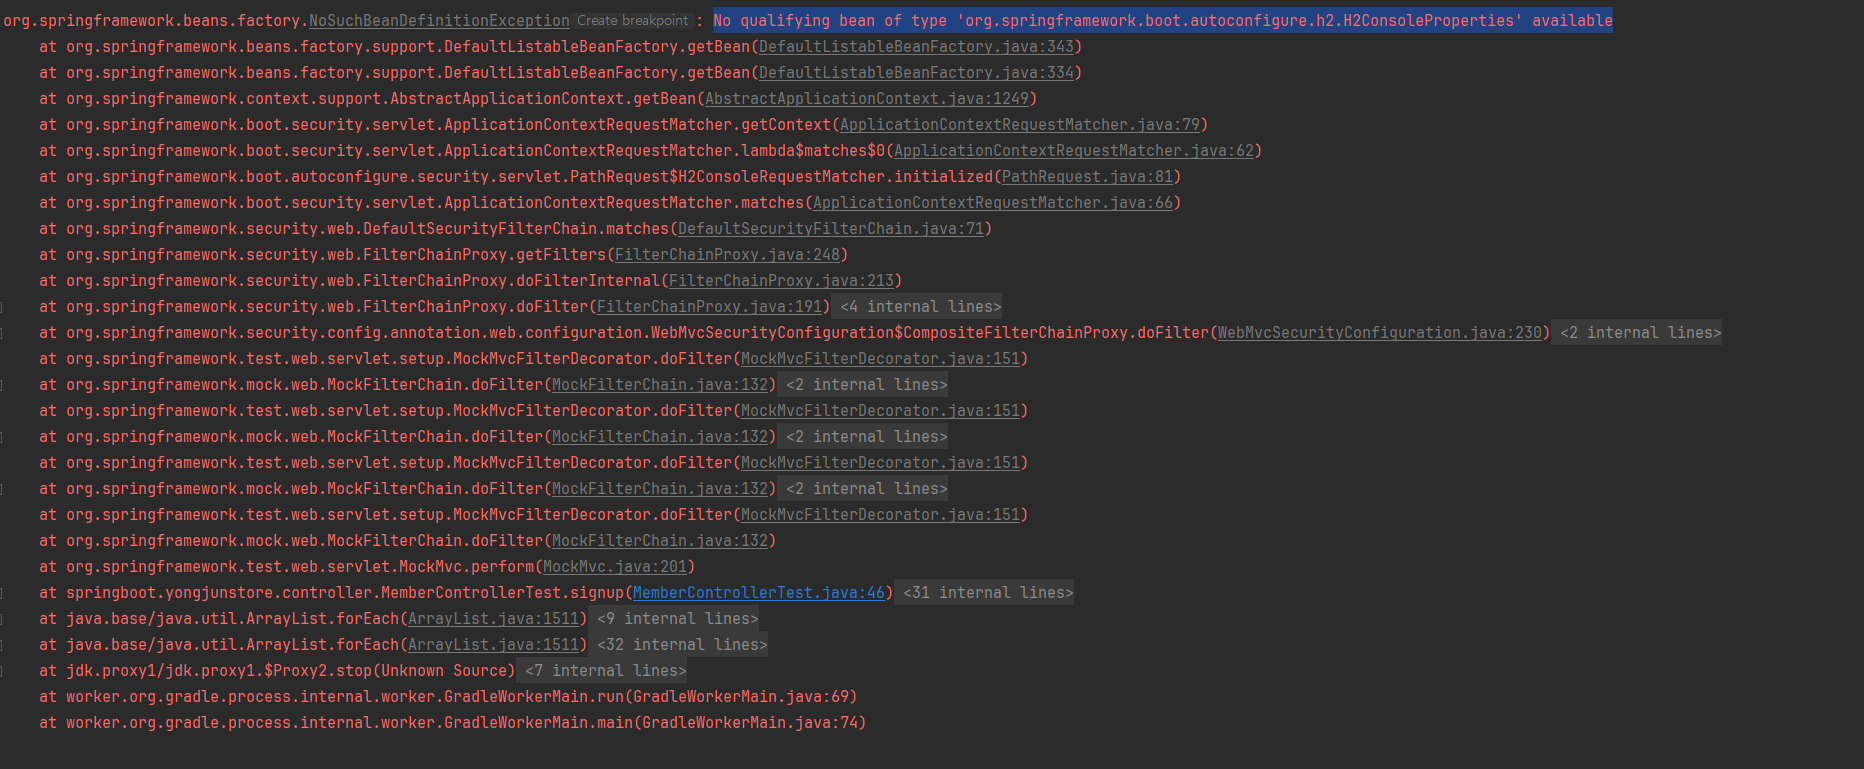 org.springframework.beans.factory.NoSuchBeanDefinitionException Create breakpoint : No qualifying bean of type 'org.springframework.boot.autoconfigure.h2.H2ConsoleProperties' available
at org.springframework.beans.factory.support.DefaultListableBeanFactory.getBean(DefaultListableBeanFactory.java:343)
at org.springframework.beans.factory.support.DefaultListableBeanFactory.getBean(DefaultListableBeanFactory.java:334)
at org.springframework.context.support.AbstractApplicationContext.getBean(AbstractApplicationContext.java:1249)
at org.springframework.boot.security.servlet.ApplicationContextRequestMatcher.getContext(ApplicationContextRequestMatcher.java:79)
at org.springframework.boot.security.servlet.ApplicationContextRequestMatcher.lambda$matches$0(ApplicationContextRequestMatcher.java:62)
at org.springframework.boot.autoconfigure.security.servlet.PathRequest$H2ConsoleRequestMatcher.initialized(PathRequest.java:81)
at org.springframework.boot.security.servlet.ApplicationContextRequestMatcher.matches(ApplicationContextRequestMatcher.java:66)
at org.springframework.security.web.DefaultSecurityFilterChain.matches(DefaultSecurityFilterChain.java:71)
at org.springframework.security.web.FilterChainProxy.getFilters(FilterChainProxy.java:248)
at org.springframework.security.web.FilterChainProxy.doFilterInternal(FilterChainProxy.java:213)
at org.springframework.security.web.FilterChainProxy.doFilter(FilterChainProxy.java:191) <4 internal lines>
at org.springframework.security.config.annotation.web.configuration.WebMvcSecurityConfiguration$CompositeFilterChainProxy.doFilter(WebMvcSecurityConfiguration.java:230) <2 internal lines>
at org.springframework.test.web.servlet.setup.MockMvcFilterDecorator.doFilter(MockMvcFilterDecorator.java:151)
at org.springframework.mock.web.MockFilterChain.doFilter(MockFilterChain.java:132) <2 internal lines>
at org.springframework.test.web.servlet.setup.MockMvcFilterDecorator.doFilter(MockMvcFilterDecorator.java:151)
at org.springframework.mock.web.MockFilterChain.doFilter(MockFilterChain.java:132) <2 internal lines>
at org.springframework.test.web.servlet.setup.MockMvcFilterDecorator.doFilter(MockMvcFilterDecorator.java:151)
at org.springframework.mock.web.MockFilterChain.doFilter(MockFilterChain.java:132) <2 internal lines>
at org.springframework.test.web.servlet.setup.MockMvcFilterDecorator.doFilter(MockMvcFilterDecorator.java:151)
at org.springframework.mock.web.MockFilterChain.doFilter(MockFilterChain.java:132)
at org.springframework.test.web.servlet.MockMvc.perform(MockMvc.java:201)
at springboot.yongjunstore.controller.MemberControllerTest.signup(MemberControllerTest.java:46) <31 internal lines>
at java.base/java.util.ArrayList.forEach(ArrayList.java:1511) <9 internal lines>
at java.base/java.util.ArrayList.forEach(ArrayList.java:1511) <32 internal lines>
at jdk.proxy1/jdk.proxy1.$Proxy2.stop(Unknown Source) <7 internal lines>
at worker.org.gradle.process.internal.worker.GradleWorkerMain.run(GradleWorkerMain.java:69)
at worker.org.gradle.process.internal.worker.GradleWorkerMain.main(GradleWorkerMain.java:74)